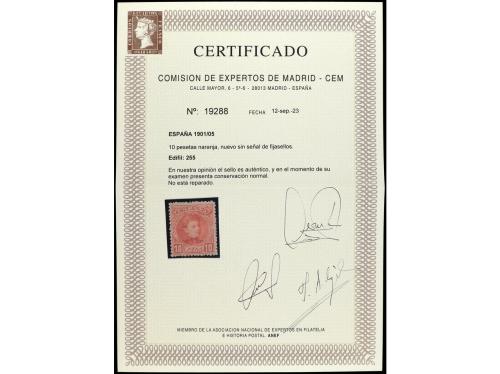 CERTIFICADO
COMISION DE EXPERTOS DE MADRID - CEM
CALLE MAYOR, 6 - 5º-6 - 28013 MADRID - ESPAÑA
Nº: 19288 FECHA 12-sep.-23
ESPAÑA 1901/05
10 pesetas naranja, nuevo sin señal de fijasellos.
Edifil: 255
En nuestra opinión el sello es auténtico, y en el momento de su
examen presenta conservación normal.
No está reparado.
10 10
MIEMBRO DE LA ASOCIACION NACIONAL DE EXPERTOS EN FILATELIA
E HISTORIA POSTAL. ANEF